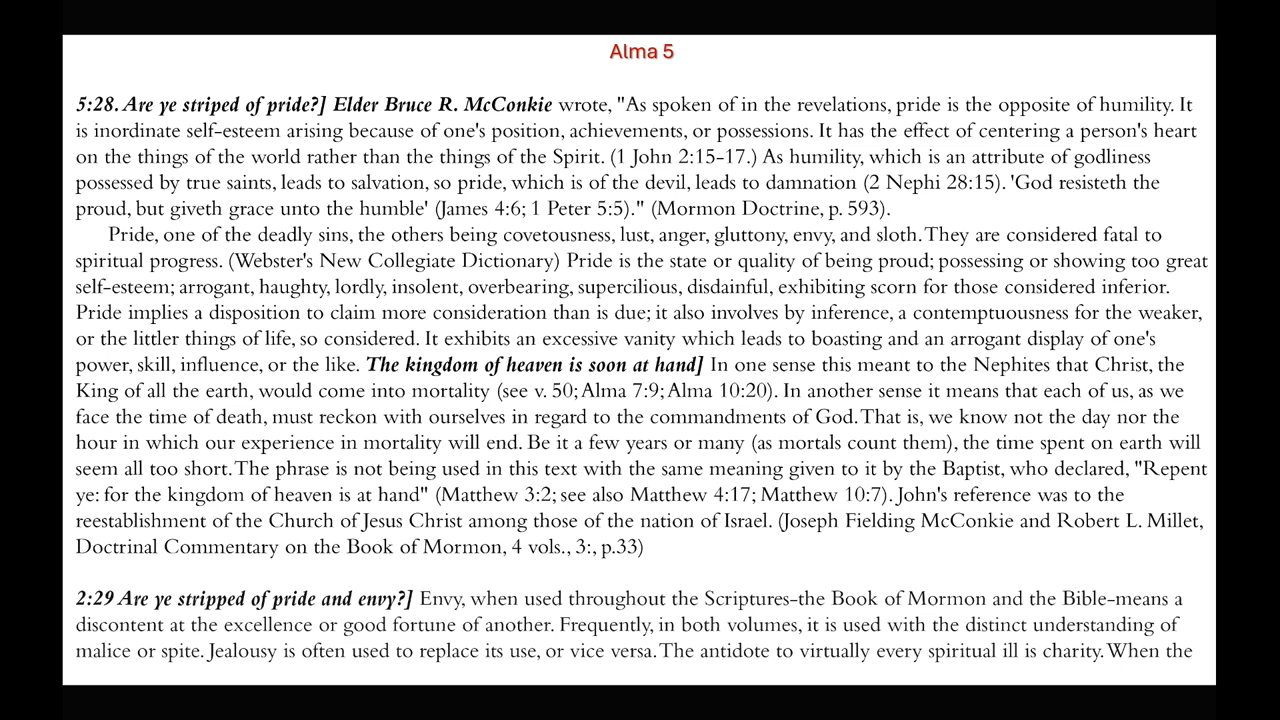 Alma 5
5:28. Are ye striped of pride?] Elder Bruce R. McConkie wrote, "As spoken of in the revelations, pride is the opposite of humility. It
is inordinate self-esteem arising because of one's position, achievements, or possessions. It has the effect of centering a person's heart
on the things of the world rather than the things of the Spirit. (1 John 2:15-17.) As humility, which is an attribute of godliness
possessed by true saints, leads to salvation, so pride, which is of the devil, leads to damnation (2 Nephi 28:15). 'God resisteth the
proud, but giveth grace unto the humble' (James 4:6; 1 Peter 5:5)." (Mormon Doctrine, p. 593).
Pride, one of the deadly sins, the others being covetousness, lust, anger, gluttony, envy, and sloth. They are considered fatal to
spiritual progress. (Webster's New Collegiate Dictionary) Pride is the state or quality of being proud; possessing or showing too great
self-esteem; arrogant, haughty, lordly, insolent, overbearing, supercilious, disdainful, exhibiting scorn for those considered inferior.
Pride implies a disposition to claim more consideration than is due; it also involves by inference, a contemptuousness for the weaker,
or the littler things of life, so considered. It exhibits an excessive vanity which leads to boasting and an arrogant display of one's
power, skill, influence, or the like. The kingdom of heaven is soon at hand] In one sense this meant to the Nephites that Christ, the
King of all the earth, would come into mortality (see v. 50; Alma 7:9; Alma 10:20). In another sense it means that each of us, as we
face the time of death, must reckon with ourselves in regard to the commandments of God. That is, we know not the day nor the
hour in which our experience in mortality will end. Be it a few years or many (as mortals count them), the time spent on earth will
seem all too short. The phrase is not being used in this text with the same meaning given to it by the Baptist, who declared, "Repent
ye: for the kingdom of heaven is at hand" (Matthew 3:2; see also Matthew 4:17; Matthew 10:7). John's reference was to the
reestablishment of the Church of Jesus Christ among those of the nation of Israel. (Joseph Fielding McConkie and Robert L. Millet,
Doctrinal Commentary on the Book of Mormon, 4 vols., 3:, p.33)
2:29 Are ye stripped of pride and envy?] Envy, when used throughout the Scriptures-the Book of Mormon and the Bible-means a
discontent at the excellence or good fortune of another. Frequently, in both volumes, it is used with the distinct understanding of
malice or spite. Jealousy is often used to replace its use, or vice versa. The antidote to virtually every spiritual ill is charity. When the